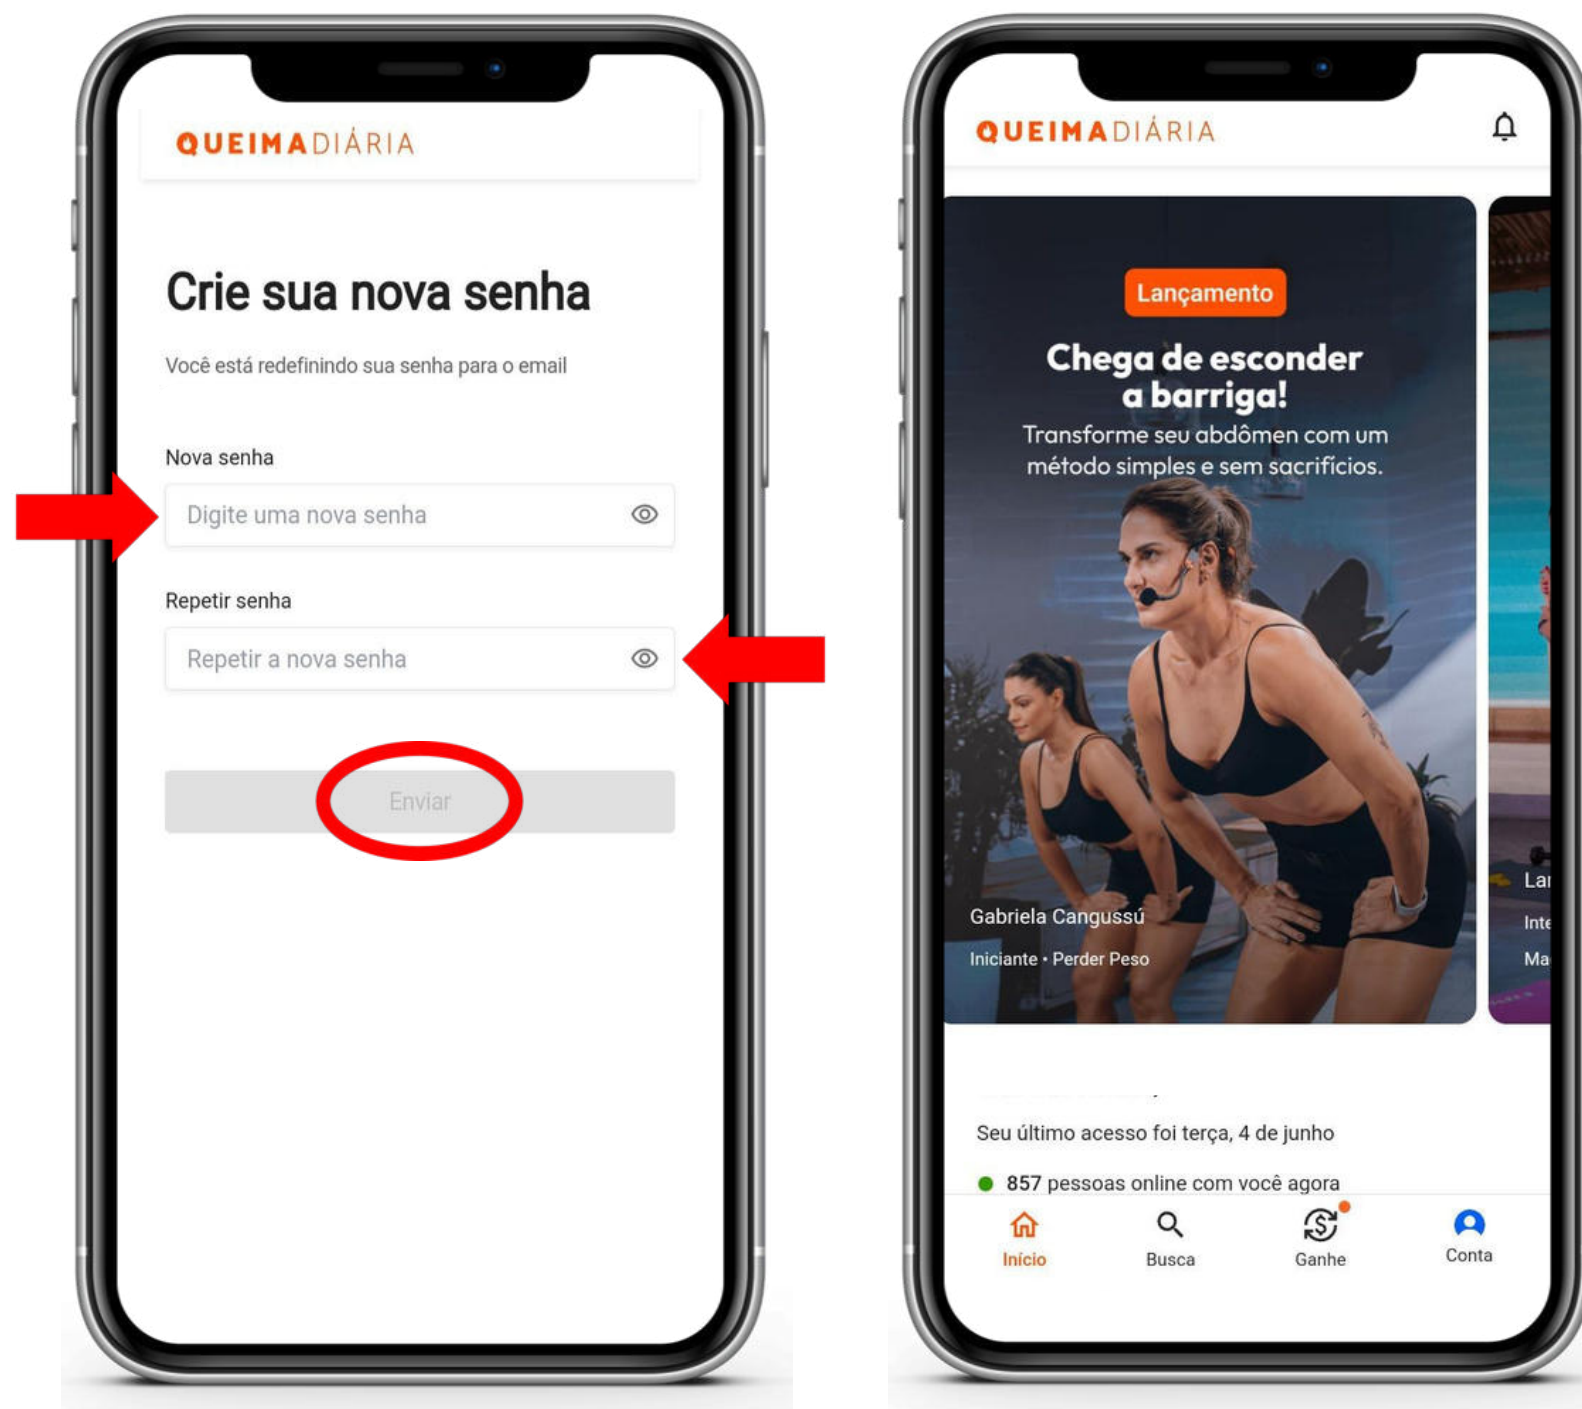 QUEIMADIÁRIA
Crie sua nova senha
Você está redefinindo sua senha para o email
Nova senha
Digite uma nova senha
Repetir senha
Repetir a nova senha
Enviar
QUEIMADIÁRIA
Lançamento
Chega de esconder
a barriga!
Transforme seu abdômen com um
método simples e sem sacrifícios.
Gabriela Cangussú
Iniciante • Perder Peso
Seu último acesso foi terça, 4 de junho
857 pessoas online com você agora
Início
Busca
Ganhe
Conta